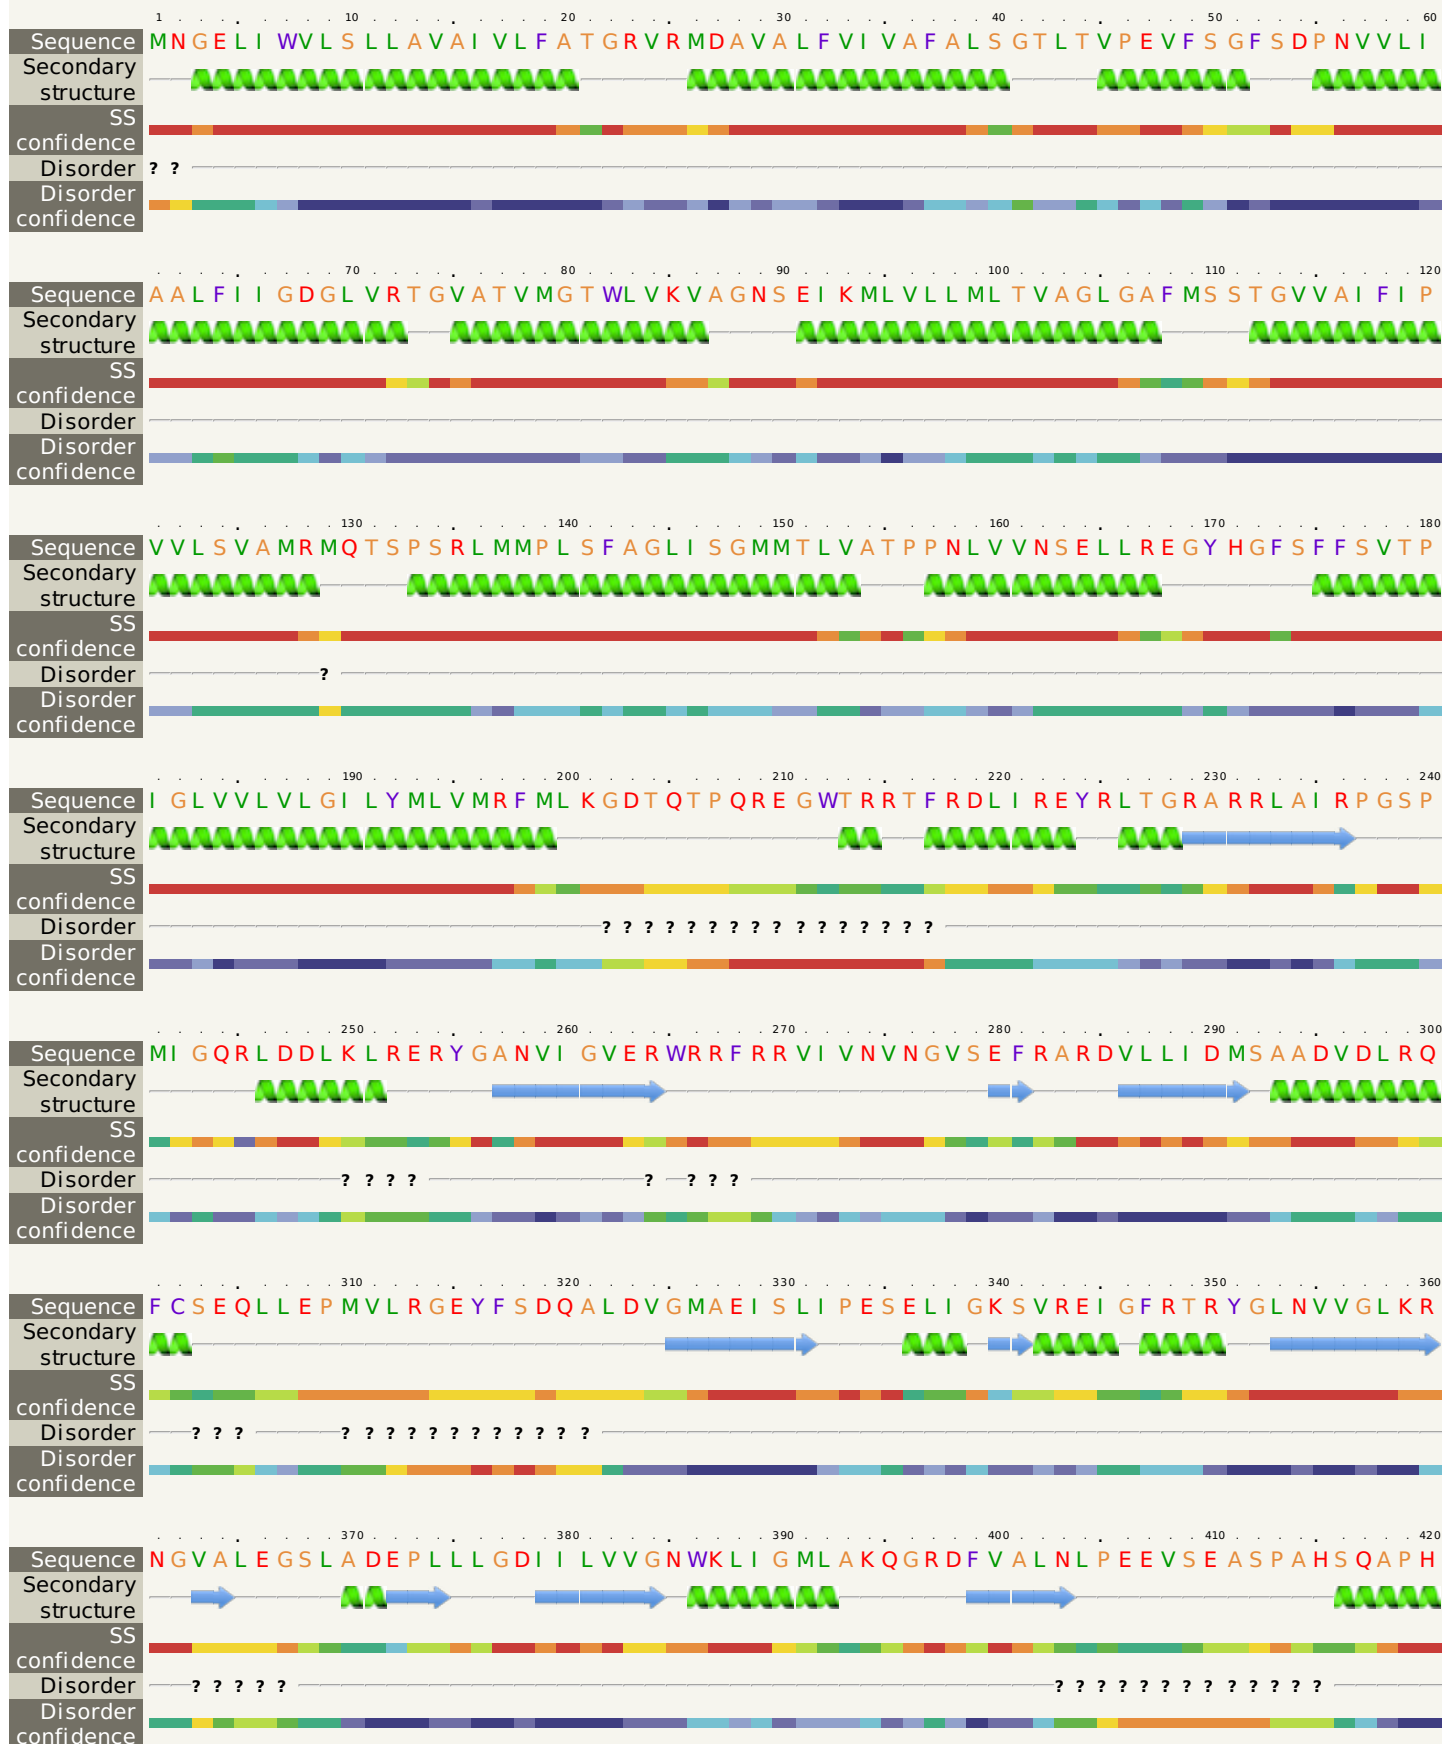 1 10 20 30 40 50 60
Sequence MNGELIWVLSLLAVAIVLFATGRVRMDAVALFVIVAFALSGTLTVPEVFSGFSDPNVVLI
Secondary
structure
SS
confidence
Disorder ? ?
Disorder
confidence
70 80 90 100 110 120
Sequence AALFIIGDGLVRTGVATVMGTWLVKVAGNSEIKMLVLLMLTVAGLGAFMSSTGVVAIFIP
Secondary
structure
SS
confidence
Disorder
Disorder
confidence
130 140 150 160 170 180
Sequence VVLSVAMRMQTSPSRLMMPLSFAGLISGMMTLVATPPNLVVNSELLREGYHGFSFFSVTP
Secondary
structure
SS
confidence
Disorder ?
Disorder
confidence
190 200 210 220 230 240
Sequence IGLVVLVLGILYMLVMRFMLKGDTQTPQREGWTRRTFRDLIREYRLTGRARRLAIRPGSP
Secondary
structure
SS
confidence
Disorder ? ? ? ? ? ? ? ? ? ? ? ? ? ? ? ?
Disorder
confidence
250 260 270 280 290 300
Sequence MIGQRLDDLKLRERYGANVIGVERWRRFRRVIVNVNGVSEFRARDVLLIDMSAADVDLRQ
Secondary
structure
SS
confidence
Disorder ? ? ? ? ? ? ? ?
Disorder
confidence
310 320 330 340 350 360
Sequence FCSEQLLEPMVLRGEYFSDQALDVGMAEISLIPESELIGKSVREIGFRTRYGLNVVGLKR
Secondary
structure
SS
confidence
Disorder ? ? ? ? ? ? ? ? ? ? ? ? ? ? ?
Disorder
confidence
370 380 390 400 410 420
Sequence NGVALEGSLADEPLLLGDIILVVGNWKLIGMLAKQGRDFVALNLPEEVSEASPAHSQAPH
Secondary
structure
SS
confidence
Disorder ? ? ? ? ? ? ? ? ? ? ? ? ? ? ? ? ? ?
Disorder
confidence